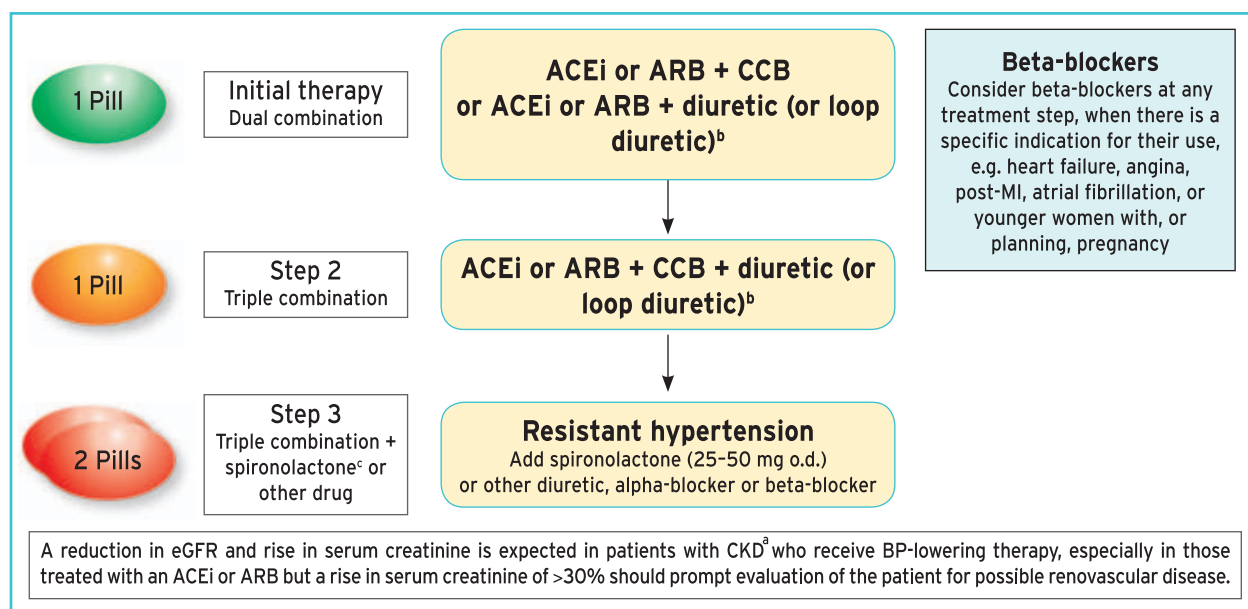 1 Pill
Initial therapy
Dual combination
ACEi or ARB + CCB
or ACEi or ARB + diuretic (or loop
diuretic)ᵇ
Beta-blockers
Consider beta-blockers at any
treatment step, when there is a
specific indication for their use,
e.g. heart failure, angina,
post-MI, atrial fibrillation, or
younger women with, or
planning, pregnancy
1 Pill
Step 2
Triple combination
ACEi or ARB + CCB + diuretic (or
loop diuretic)ᵇ
2 Pills
Step 3
Triple combination +
spironolactoneᶜ or
other drug
Resistant hypertension
Add spironolactone (25–50 mg o.d.)
or other diuretic, alpha-blocker or beta-blocker
A reduction in eGFR and rise in serum creatinine is expected in patients with CKDᵃ who receive BP-lowering therapy, especially in those
treated with an ACEi or ARB but a rise in serum creatinine of >30% should prompt evaluation of the patient for possible renovascular disease.